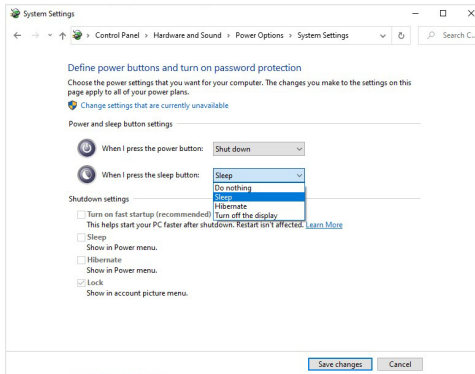 System Settings
Control Panel > Hardware and Sound > Power Options > System Settings
Search C...
Define power buttons and turn on password protection
Choose the power settings that you want for your computer. The changes you make to the settings on this
page apply to all of your power plans.
Change settings that are currently unavailable
Power and sleep button settings
When I press the power button: Shut down
When I press the sleep button: Sleep
Do nothing
Sleep
Hibernate
Turn off the display
Shutdown settings
Turn on fast startup (recommended)
This helps start your PC faster after shutdown. Restart isn't affected. Learn More
Sleep
Show in Power menu.
Hibernate
Show in Power menu.
Lock
Show in account picture menu.
Save changes Cancel